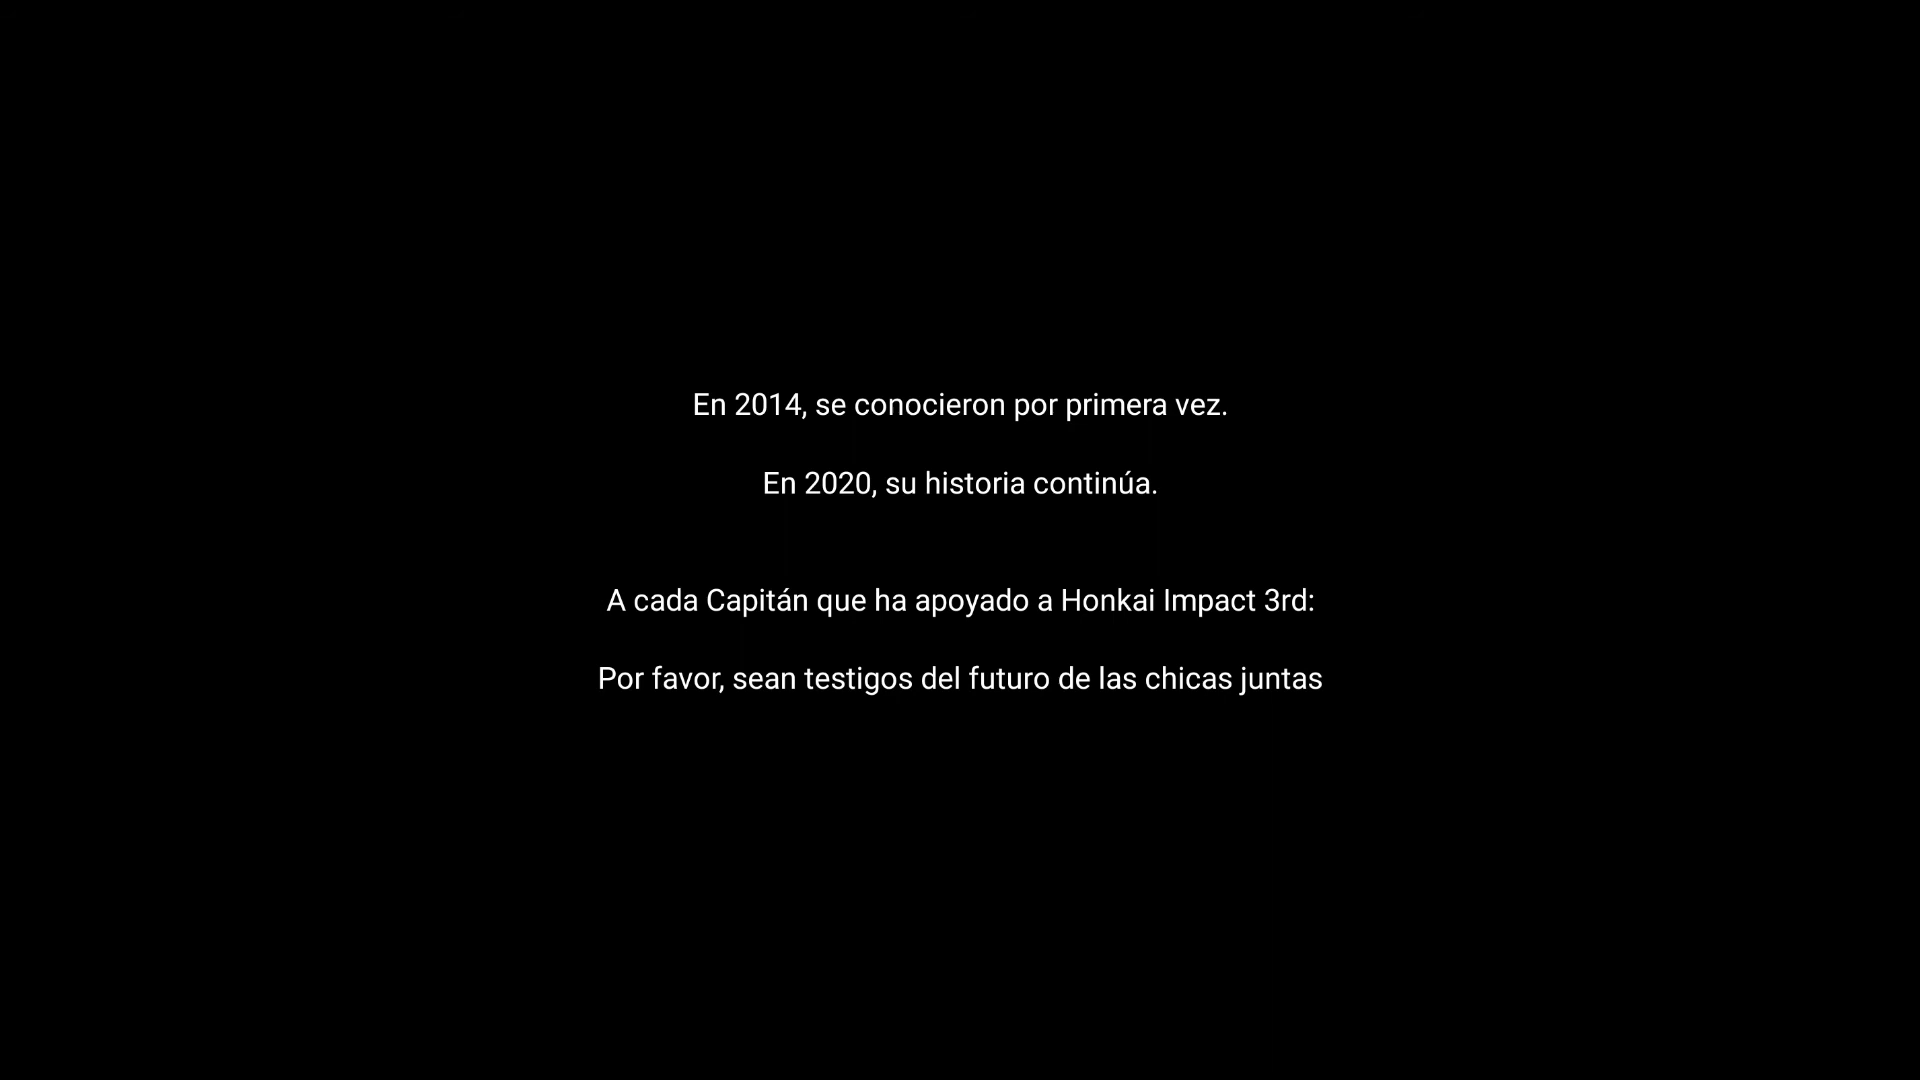 En 2014, se conocieron por primera vez.
En 2020, su historia continúa.
A cada Capitán que ha apoyado a Honkai Impact 3rd:
Por favor, sean testigos del futuro de las chicas juntas